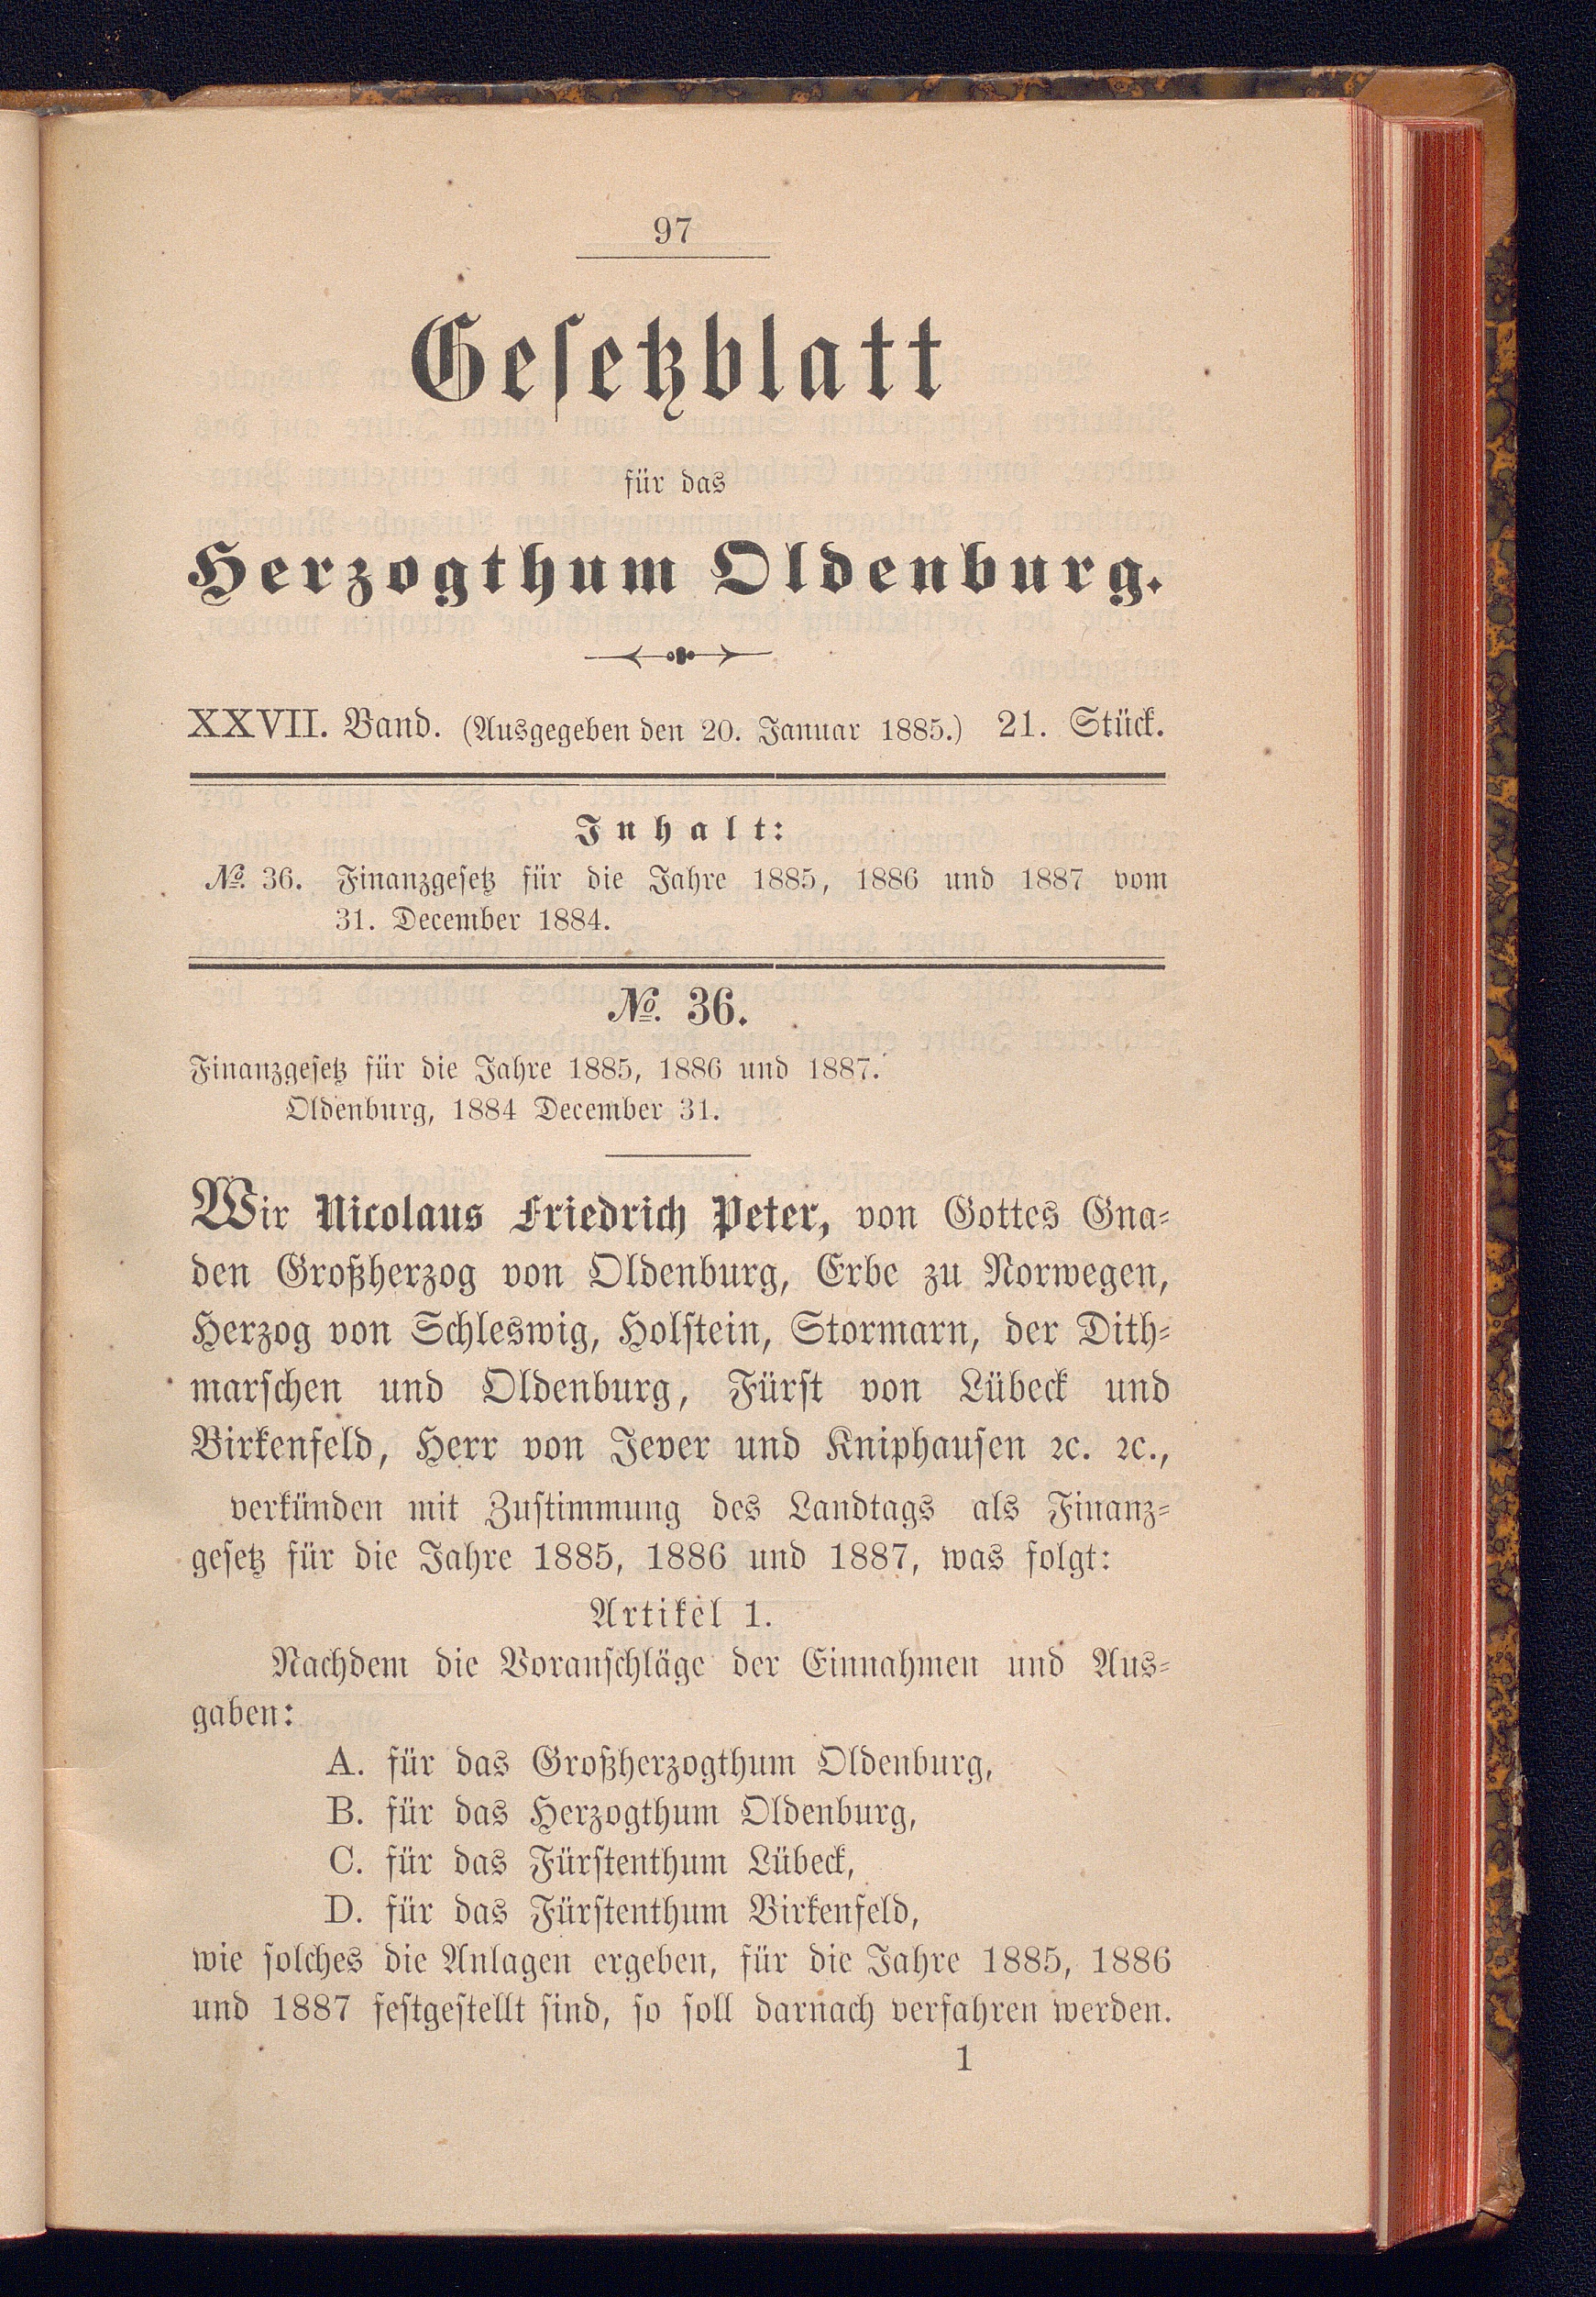 97
Geſetzblatt
für das
Herzogthum Oldenburg.
XXVII. Band. (Ausgegeben den 20. Januar 1885.) 21. Stück.
Inhalt:
№. 36. Finanzgeſetz für die Jahre 1885, 1886 und 1887 vom
31. December 1884.
№. 36.
Finanzgeſetz für die Jahre 1885, 1886 und 1887.
Oldenburg, 1884 December 31.
Wir Nicolaus Friedrich Peter, von Gottes Gna-
den Großherzog von Oldenburg, Erbe zu Norwegen,
Herzog von Schleswig, Holſtein, Stormarn, der Dith-
marſchen und Oldenburg, Fürſt von Lübeck und
Birkenfeld, Herr von Jever und Kniphauſen ꝛc. ꝛc.,
verkünden mit Zuſtimmung des Landtags als Finanz-
geſetz für die Jahre 1885, 1886 und 1887, was folgt:
Artikel 1.
Nachdem die Voranſchläge der Einnahmen und Aus-
gaben:
A. für das Großherzogthum Oldenburg,
B. für das Herzogthum Oldenburg,
C. für das Fürſtenthum Lübeck,
D. für das Fürſtenthum Birkenfeld,
wie ſolches die Anlagen ergeben, für die Jahre 1885, 1886
und 1887 feſtgeſtellt ſind, ſo ſoll darnach verfahren werden.
1